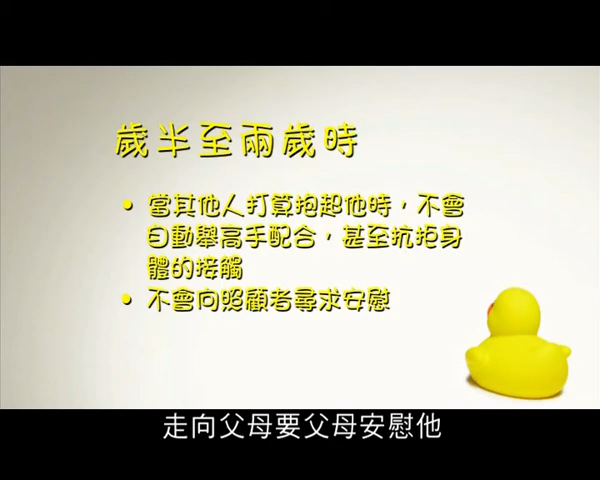 歲半至兩歲時
• 當其他人打算抱起他時，不會
自動舉高手配合，甚至抗拒身
體的接觸
• 不會向照顧者尋求安慰
走向父母要父母安慰他